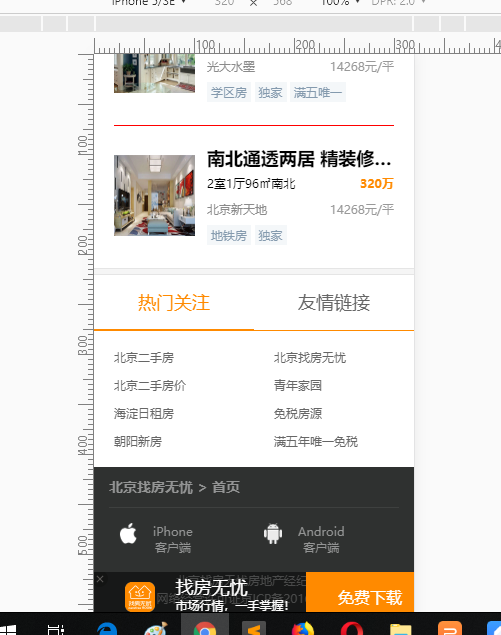 iPhone 5/SE ▼ 320 × 568 100% ▼ DPR: 2.0 ▼
100 200 300
光大水墨 14268元/平
学区房 独家 满五唯一
100
南北通透两居 精装修...
2室1厅96㎡南北 320万
北京新天地 14268元/平
地铁房 独家
200
热门关注 友情链接
300
北京二手房 北京找房无忧
北京二手房价 青年家园
海淀日租房 免税房源
朝阳新房 满五年唯一免税
400
北京找房无忧 > 首页
iPhone Android
客户端 客户端
500
× 找房无忧 免费下载
市场行情，一手掌握!